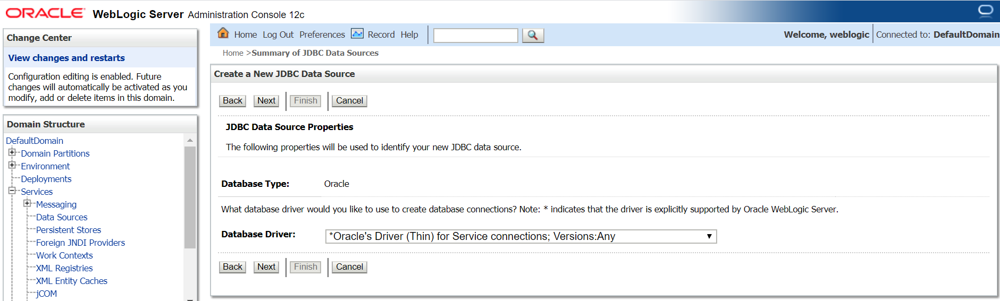 ORACLE WebLogic Server Administration Console 12c
Change Center
View changes and restarts
Configuration editing is enabled. Future
changes will automatically be activated as you
modify, add or delete items in this domain.
Domain Structure
DefaultDomain
Domain Partitions
Environment
Deployments
Services
Messaging
Data Sources
Persistent Stores
Foreign JNDI Providers
Work Contexts
XML Registries
XML Entity Caches
jCOM
Home Log Out Preferences Record Help
Welcome, weblogic Connected to: DefaultDomain
Home >Summary of JDBC Data Sources
Create a New JDBC Data Source
Back Next Finish Cancel
JDBC Data Source Properties
The following properties will be used to identify your new JDBC data source.
Database Type: Oracle
What database driver would you like to use to create database connections? Note: * indicates that the driver is explicitly supported by Oracle WebLogic Server.
Database Driver: *Oracle's Driver (Thin) for Service connections; Versions:Any
Back Next Finish Cancel